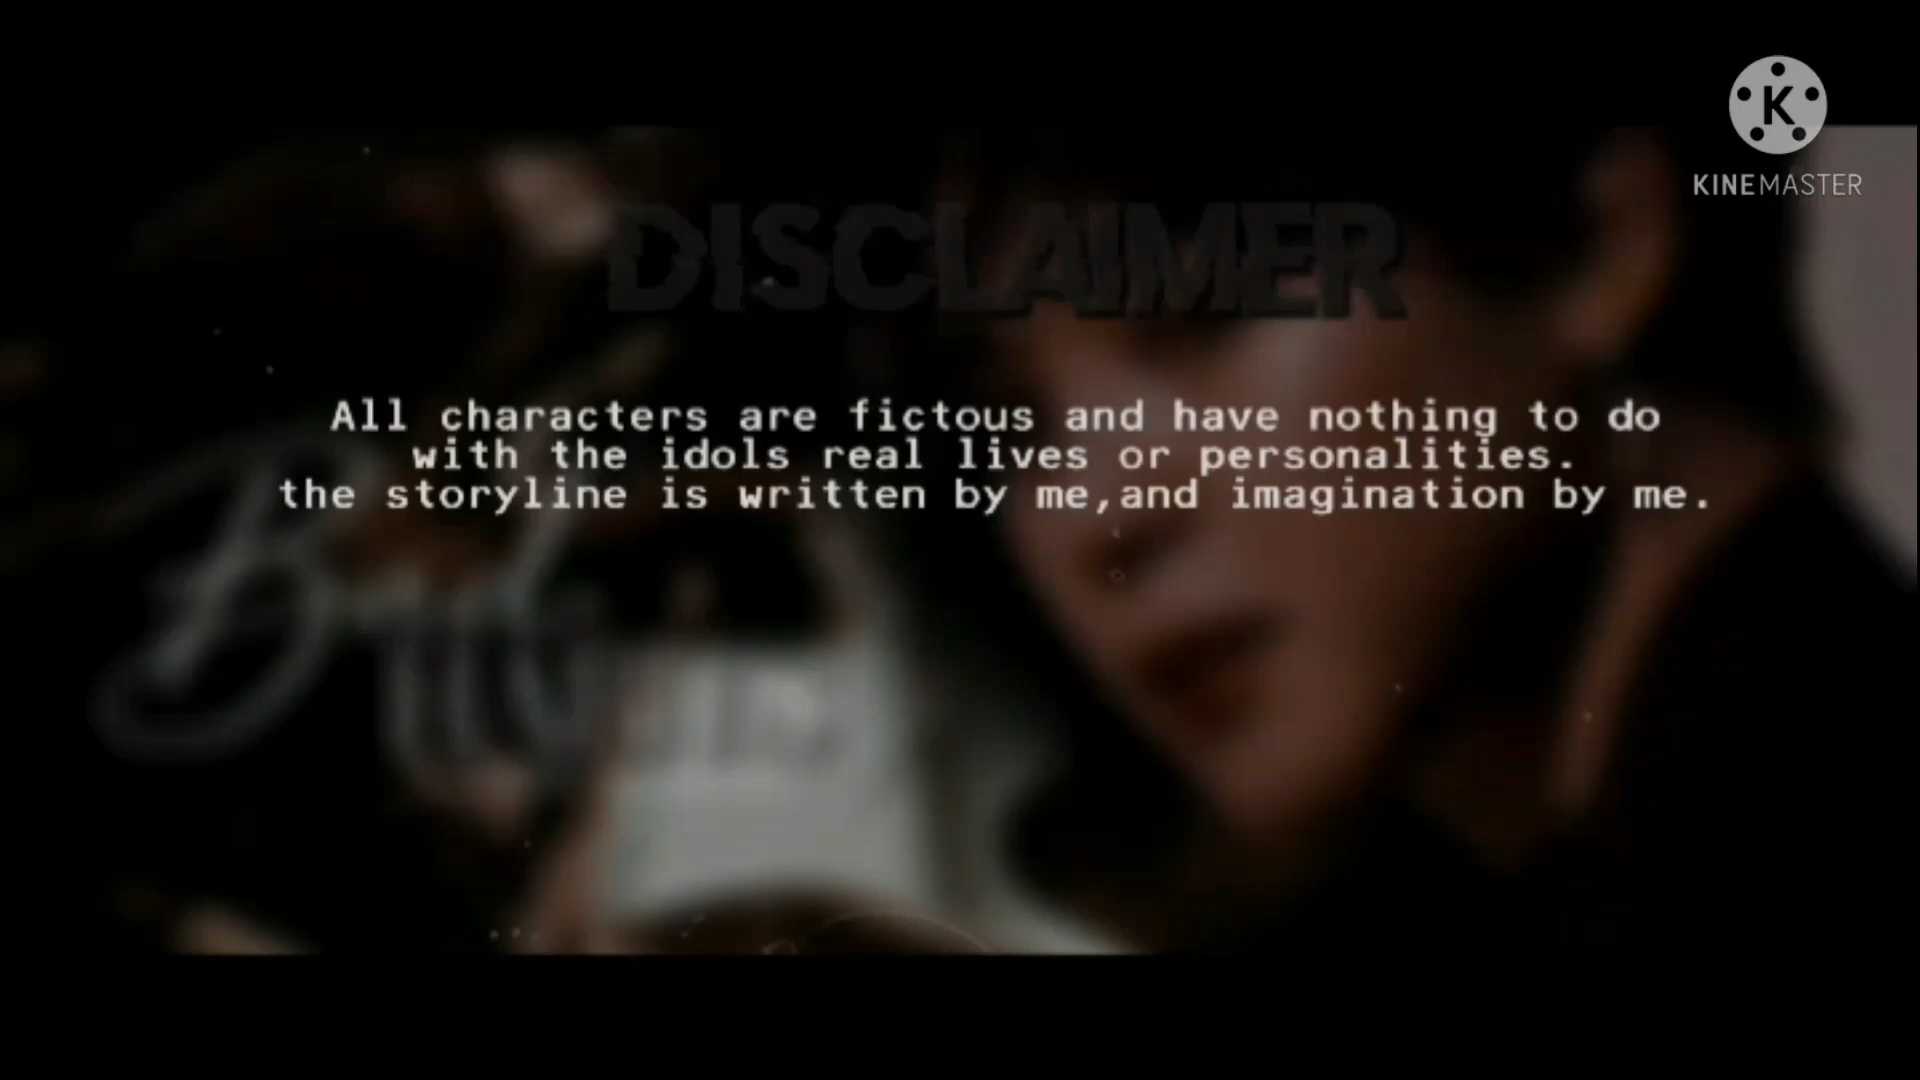 KINEMASTER
DISCLAIMER
All characters are fictous and have nothing to do
with the idols real lives or personalities.
the storyline is written by me,and imagination by me.